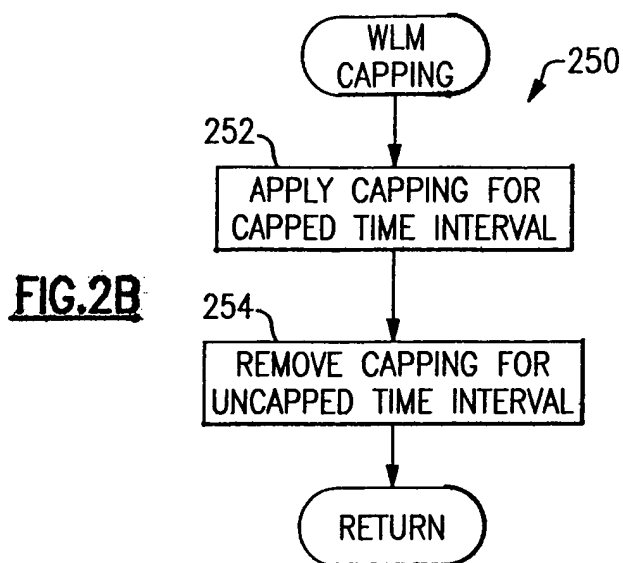 WLM
CAPPING
250
252
APPLY CAPPING FOR
CAPPED TIME INTERVAL
FIG.2B
254
REMOVE CAPPING FOR
UNCAPPED TIME INTERVAL
RETURN